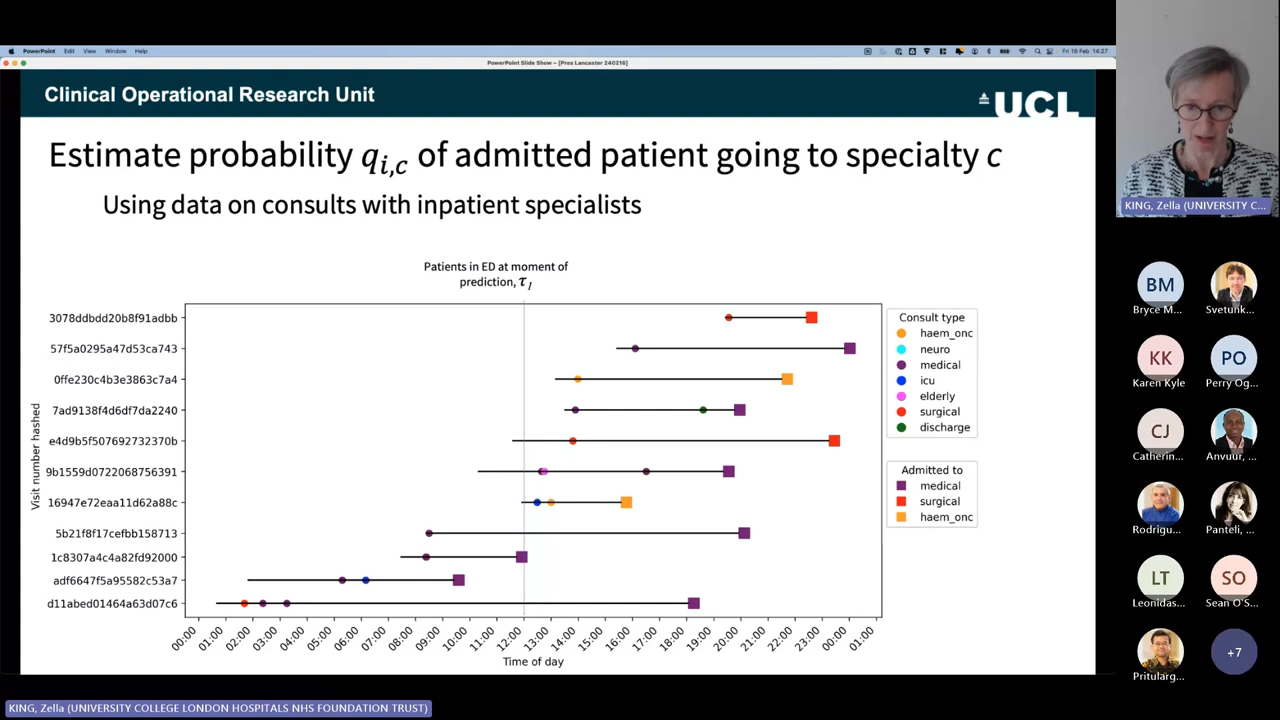 PowerPoint Edit View Window Help
Fri 16 Feb 14:27
PowerPoint Slide Show – [Pres Lancaster 240216]
Clinical Operational Research Unit
UCL
Estimate probability qi,c of admitted patient going to specialty c
Using data on consults with inpatient specialists
Patients in ED at moment of
prediction, τl
Visit number hashed
3078ddbdd20b8f91adbb
57f5a0295a47d53ca743
0ffe230c4b3e3863c7a4
7ad9138f4d6df7da2240
e4d9b5f507692732370b
9b1559d0722068756391
16947e72eaa11d62a88c
5b21f8f17cefbb158713
1c8307a4c4a82fd92000
adf6647f5a95582c53a7
d11abed01464a63d07c6
00:00 01:00 02:00 03:00 04:00 05:00 06:00 07:00 08:00 09:00 10:00 11:00 12:00 13:00 14:00 15:00 16:00 17:00 18:00 19:00 20:00 21:00 22:00 23:00 00:00 01:00
Time of day
Consult type
haem_onc
neuro
medical
icu
elderly
surgical
discharge
Admitted to
medical
surgical
haem_onc
KING, Zella (UNIVERSITY C...
BM
Bryce M...
Svetunk...
KK
Karen Kyle
PO
Perry Og...
CJ
Catherin...
Anvuur, ...
Rodrigu...
Panteli, ...
LT
Leonidas...
SO
Sean O'S...
Pritularg...
+7
KING, Zella (UNIVERSITY COLLEGE LONDON HOSPITALS NHS FOUNDATION TRUST)